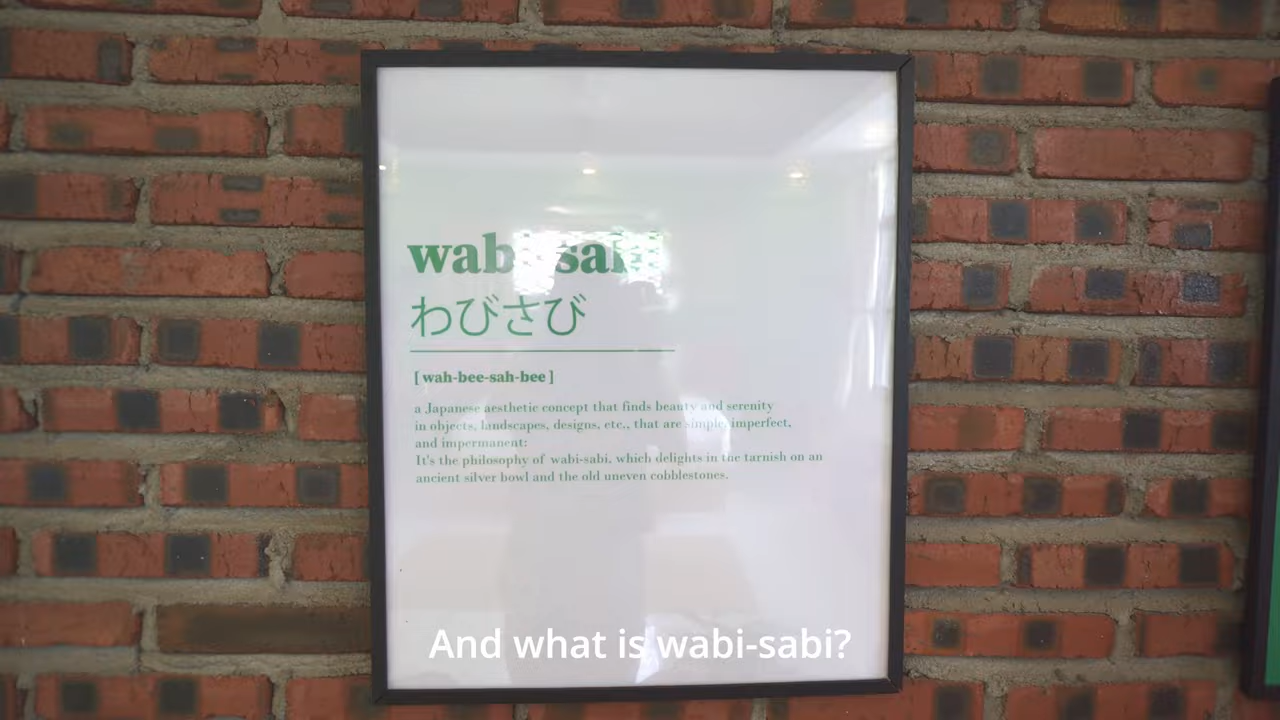 wabi sabi
わびさび
[ wah-bee-sah-bee ]
a Japanese aesthetic concept that finds beauty and serenity
in objects, landscapes, designs, etc., that are simple, imperfect,
and impermanent:
It's the philosophy of wabi-sabi, which delights in the tarnish on an
ancient silver bowl and the old uneven cobblestones.
And what is wabi-sabi?